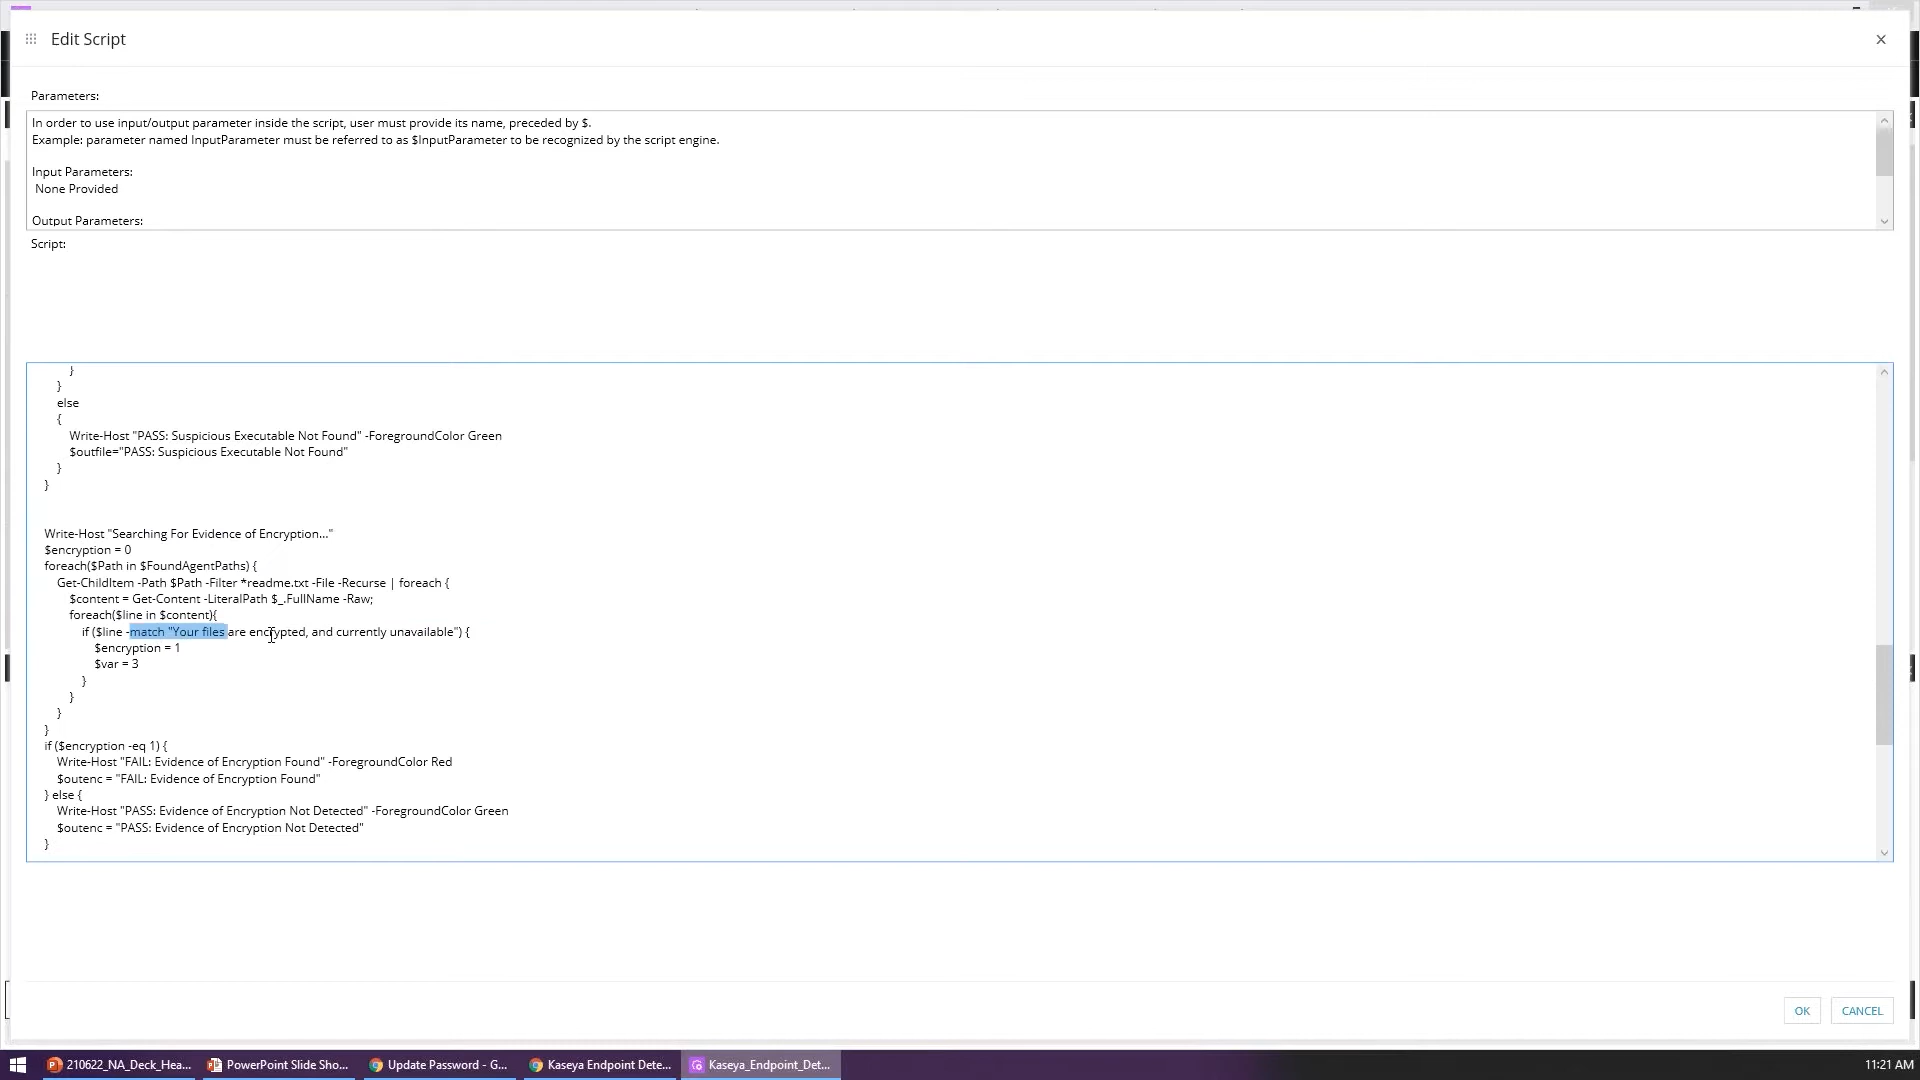 Edit Script
Parameters:
In order to use input/output parameter inside the script, user must provide its name, preceded by $.
Example: parameter named InputParameter must be referred to as $InputParameter to be recognized by the script engine.
Input Parameters:
None Provided
Output Parameters:
Script:
}
}
else
{
Write-Host "PASS: Suspicious Executable Not Found" -ForegroundColor Green
$outfile="PASS: Suspicious Executable Not Found"
}
}
Write-Host "Searching For Evidence of Encryption..."
$encryption = 0
foreach($Path in $FoundAgentPaths) {
Get-ChildItem -Path $Path -Filter *readme.txt -File -Recurse | foreach {
$content = Get-Content -LiteralPath $_.FullName -Raw;
foreach($line in $content){
if ($line -match "Your files are encrypted, and currently unavailable") {
$encryption = 1
$var = 3
}
}
}
}
if ($encryption -eq 1) {
Write-Host "FAIL: Evidence of Encryption Found" -ForegroundColor Red
$outenc = "FAIL: Evidence of Encryption Found"
} else {
Write-Host "PASS: Evidence of Encryption Not Detected" -ForegroundColor Green
$outenc = "PASS: Evidence of Encryption Not Detected"
}
OK
CANCEL
210622_NA_Deck_Hea...
PowerPoint Slide Sho...
Update Password - G...
Kaseya Endpoint Dete...
Kaseya_Endpoint_Det...
11:21 AM